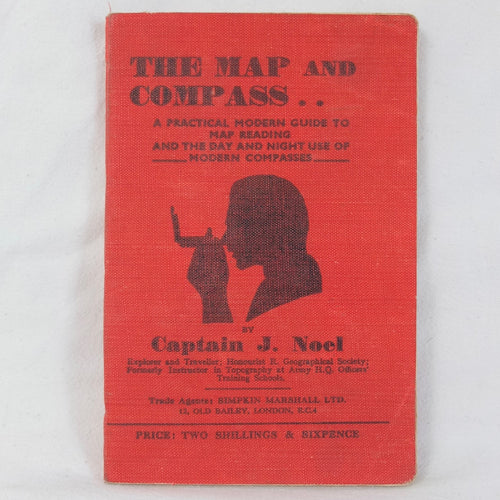 THE MAP AND
COMPASS..
A PRACTICAL MODERN GUIDE TO
MAP READING
AND THE DAY AND NIGHT USE OF
MODERN COMPASSES
BY
Captain J. Noel
Explorer and Traveller; Honourist R. Geographical Society;
Formerly Instructor in Topography at Army H.Q. Officers'
Training Schools.
Trade Agents: SIMPKIN MARSHALL LTD.
12, OLD BAILEY, LONDON, E.C.4
PRICE: TWO SHILLINGS & SIXPENCE